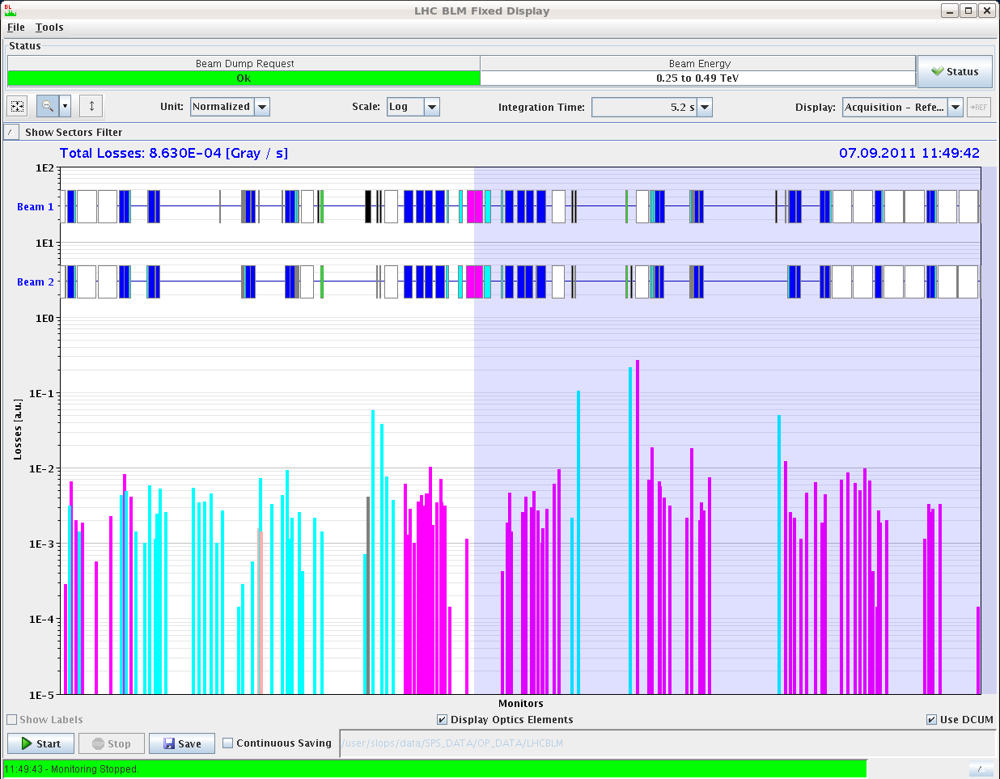 BL
LHC BLM Fixed Display
File Tools
Status
Beam Dump Request Beam Energy
Ok 0.25 to 0.49 TeV
Status
Unit: Normalized Scale: Log Integration Time: 5.2 s Display: Acquisition - Refe... →REF
Show Sectors Filter
Total Losses: 8.630E-04 [Gray / s] 07.09.2011 11:49:42
1E2
Beam 1
1E1
Beam 2
1E0
1E-1
Losses [a.u.]
1E-2
1E-3
1E-4
1E-5
Monitors
Show Labels Display Optics Elements Use DCUM
Start Stop Save Continuous Saving /user/slops/data/SPS_DATA/OP_DATA/LHCBLM
11:49:43 - Monitoring Stopped.